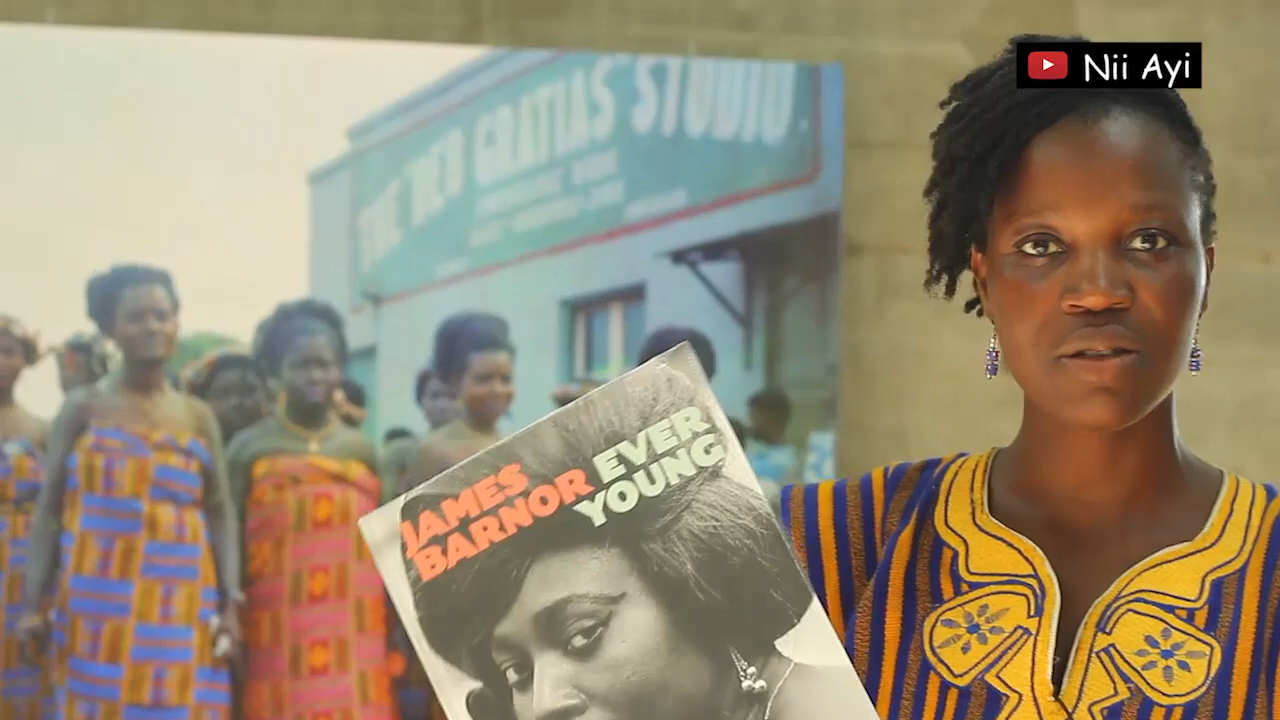 Nii Ayi
THE DEO GRATIAS STUDIO
JAMES
BARNOR
EVER
YOUNG